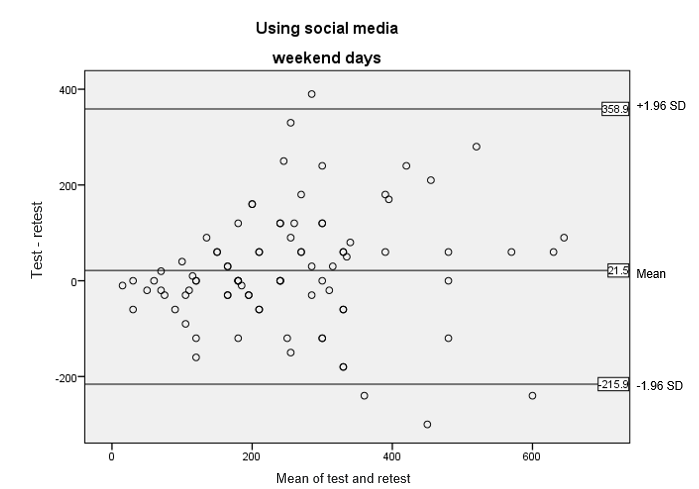 Using social media
weekend days
400
358.9
+1.96 SD
200
Test - retest
21.5
Mean
0
-200
-215.9
-1.96 SD
0
200
400
600
Mean of test and retest